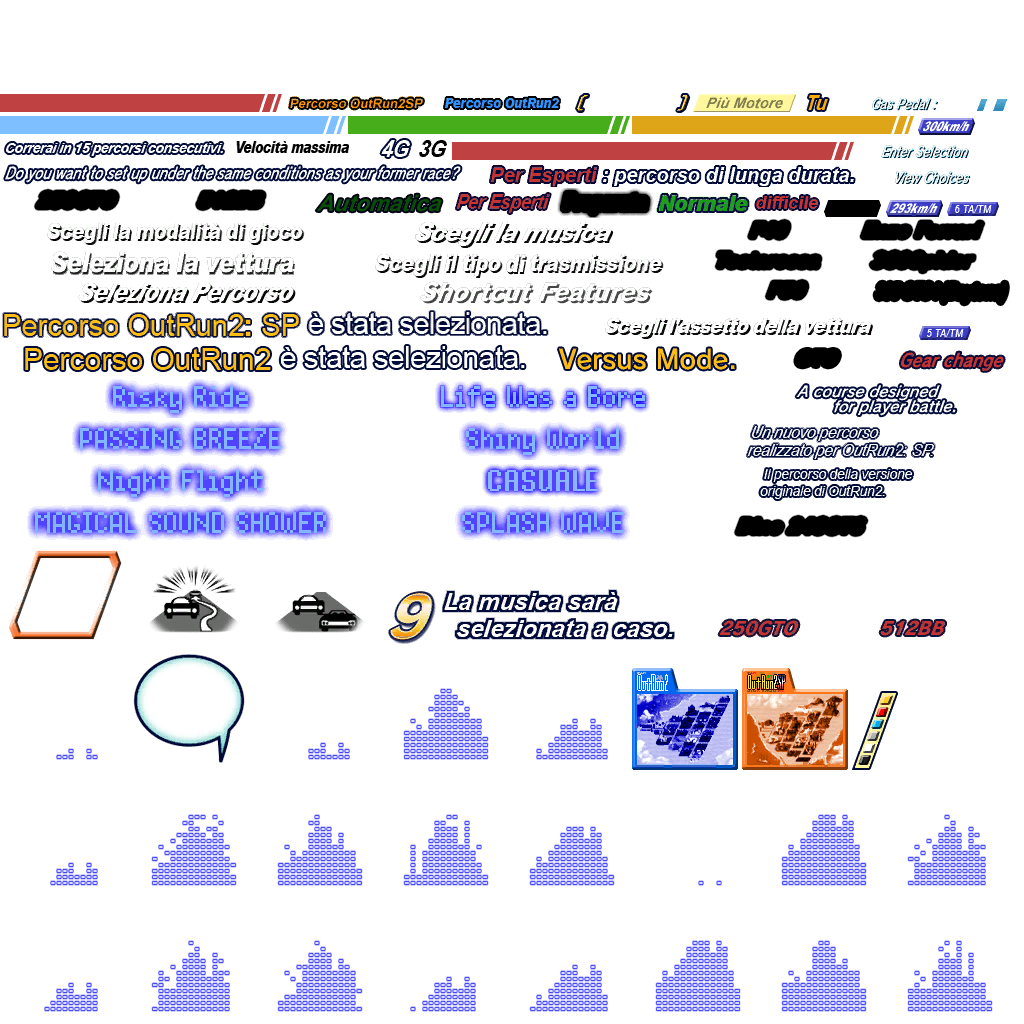 Percorso OutRun2SP Percorso OutRun2 ( ) Più Motore Tu Gas Pedal :
300km/h
Correrai in 15 percorsi consecutivi. Velocità massima 4G 3G Enter Selection
Do you want to set up under the same conditions as your former race? Per Esperti : percorso di lunga durata. View Choices
Automatica Per Esperti Normale difficile 293km/h 6 TA/TM
Scegli la modalità di gioco Scegli la musica F40 Enzo Ferrari
Seleziona la vettura Scegli il tipo di trasmissione Testarossa 360Spider
Seleziona Percorso Shortcut Features F50
Percorso OutRun2: SP è stata selezionata. Scegli l'assetto della vettura 5 TA/TM
Percorso OutRun2 è stata selezionata. Versus Mode. GTO Gear change
Risky Ride Life Was a Bore A course designed
for player battle.
PASSING BREEZE Shiny World Un nuovo percorso
realizzato per OutRun2: SP.
Night Flight CASUALE Il percorso della versione
originale di OutRun2.
MAGICAL SOUND SHOWER SPLASH WAVE Dino 246GTS
9 La musica sarà
selezionata a caso. 250GTO 512BB
OutRun2 OutRun2SP